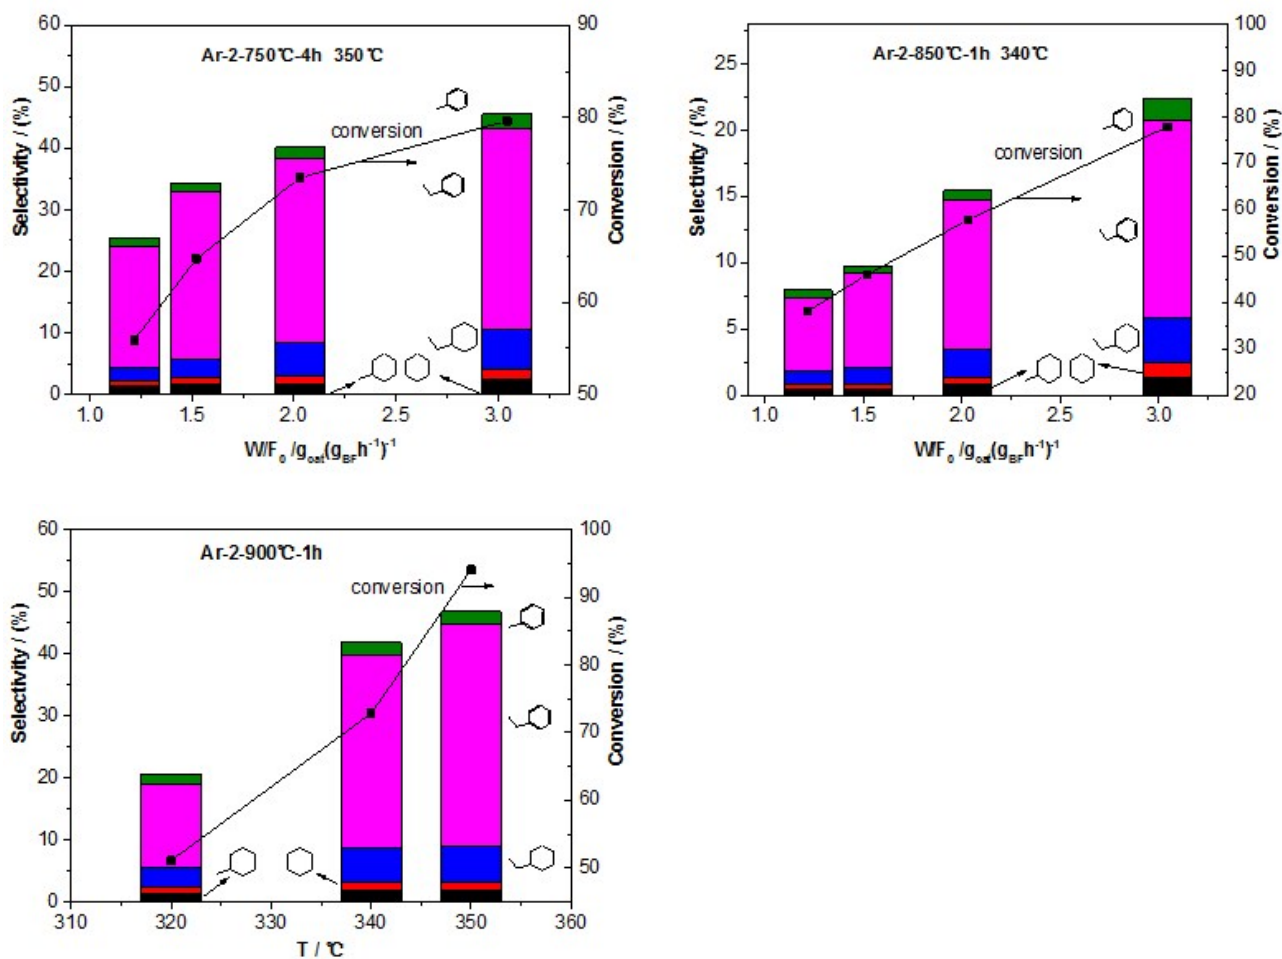 Ar-2-750℃-4h 350℃
conversion
Selectivity / (%)
60
50
40
30
20
10
0
Conversion / (%)
90
80
70
60
50
1.0 1.5 2.0 2.5 3.0
W/F₀ /g_cat(g_BFh⁻¹)⁻¹
Ar-2-850℃-1h 340℃
conversion
Selectivity / (%)
25
20
15
10
5
0
Conversion / (%)
100
90
80
70
60
50
40
30
20
1.0 1.5 2.0 2.5 3.0
W/F₀ /g_cat(g_BFh⁻¹)⁻¹
Ar-2-900℃-1h
conversion
Selectivity / (%)
60
50
40
30
20
10
0
Conversion / (%)
100
90
80
70
60
50
310 320 330 340 350 360
T / ℃